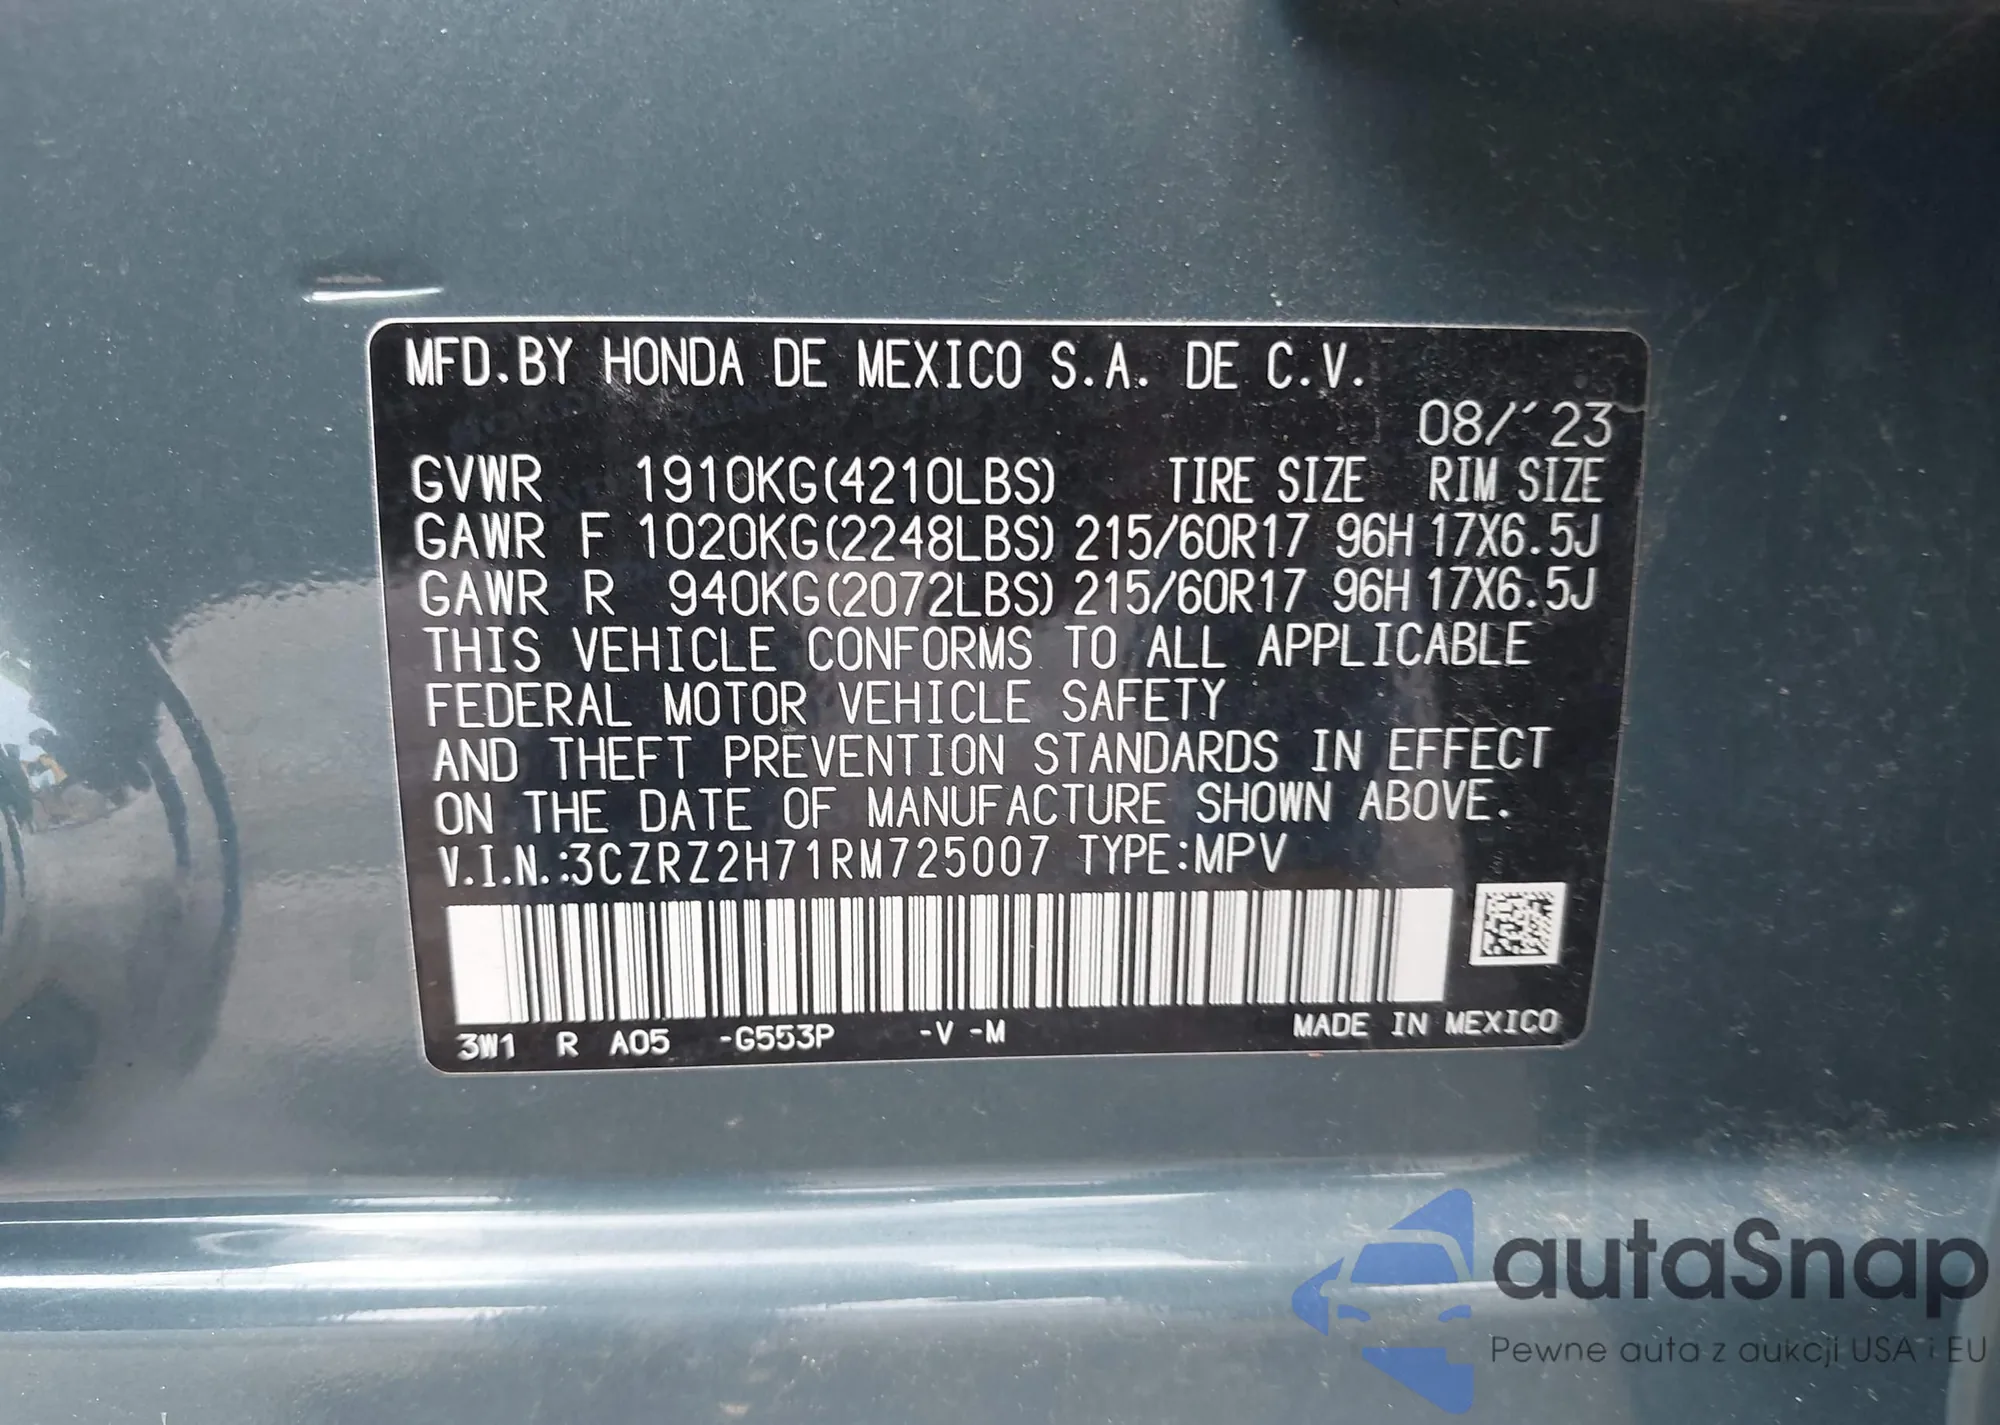 MFD.BY HONDA DE MEXICO S.A. DE C.V.
08/´23
GVWR 1910KG(4210LBS) TIRE SIZE RIM SIZE
GAWR F 1020KG(2248LBS) 215/60R17 96H 17X6.5J
GAWR R 940KG(2072LBS) 215/60R17 96H 17X6.5J
THIS VEHICLE CONFORMS TO ALL APPLICABLE
FEDERAL MOTOR VEHICLE SAFETY
AND THEFT PREVENTION STANDARDS IN EFFECT
ON THE DATE OF MANUFACTURE SHOWN ABOVE.
V.I.N.:3CZRZ2H71RM725007 TYPE:MPV
3W1 R A05 -G553P -V -M MADE IN MEXICO
autaSnap
Pewne auta z aukcji USA i EU